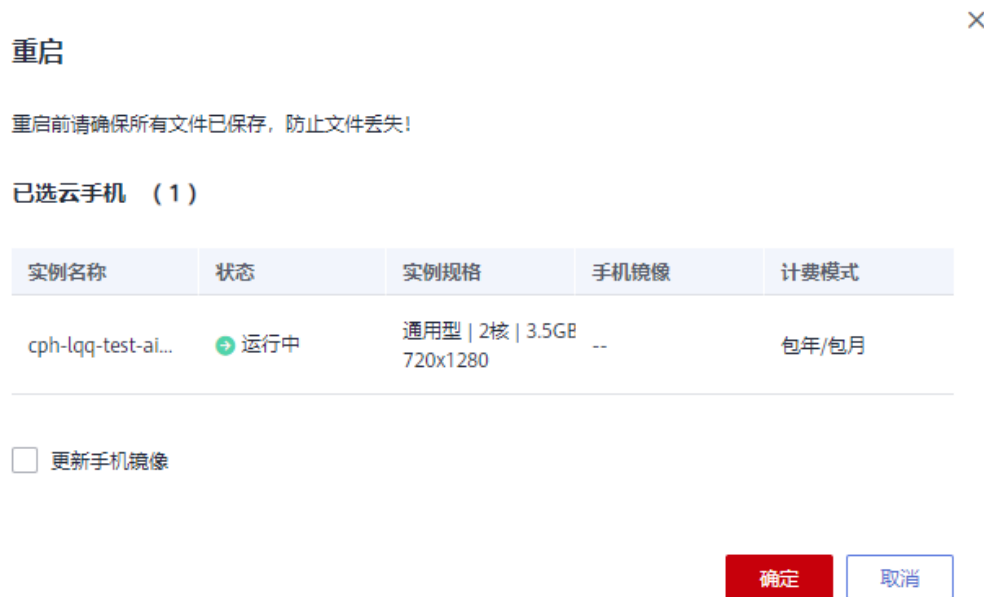 重启
重启前请确保所有文件已保存，防止文件丢失！
已选云手机 （1）
实例名称 状态 实例规格 手机镜像 计费模式
cph-lqq-test-ai... 运行中 通用型 | 2核 | 3.5GB -- 包年/包月
720x1280
更新手机镜像
确定 取消